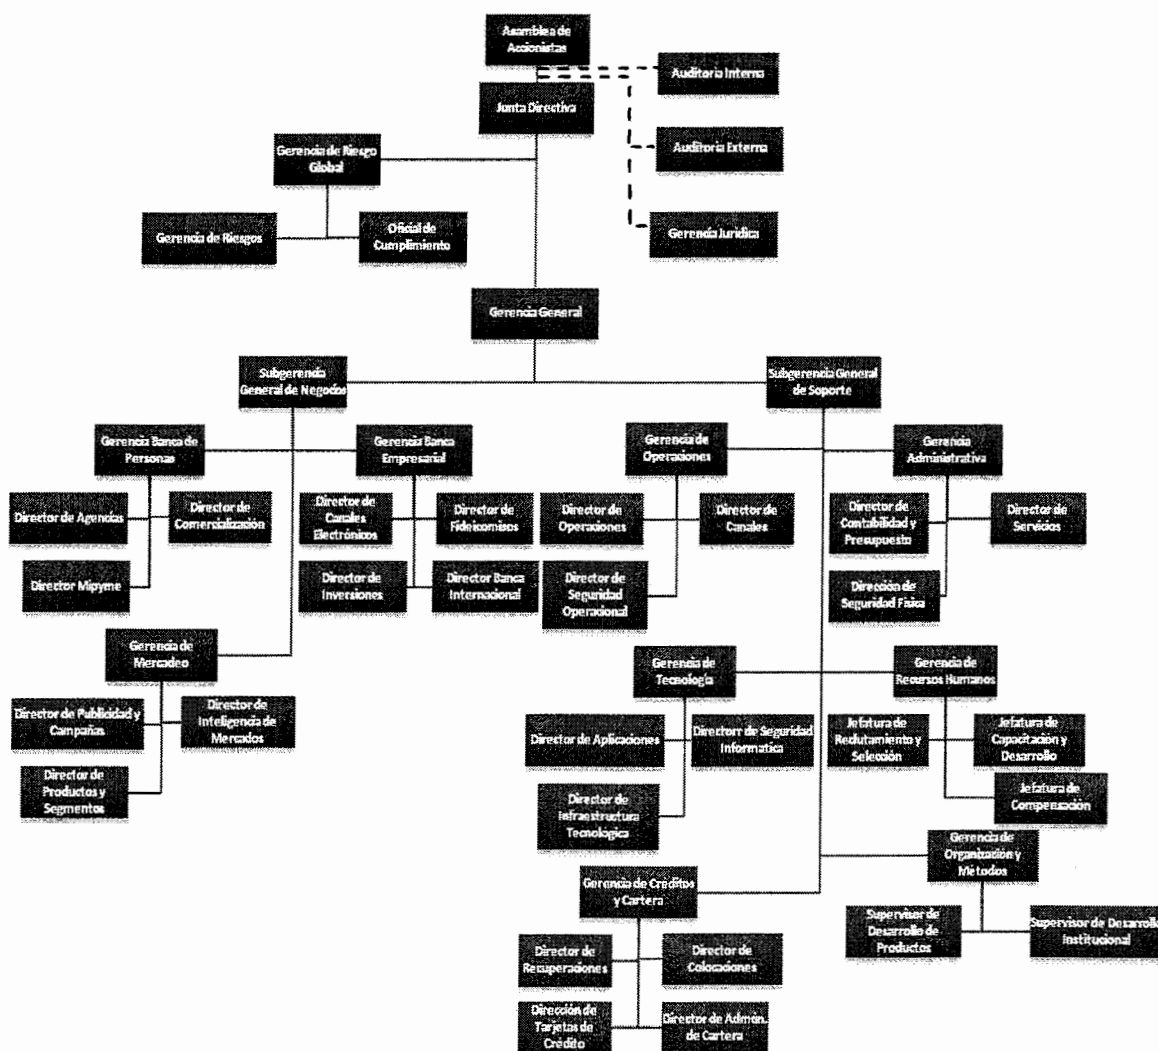 Asamblea de
Accionistas
Auditoria Interna
Junta Directiva
Auditoria Externa
Gerencia de Riesgo
Global
Gerencia de Riesgos
Oficial de
Cumplimiento
Gerencia Juridica
Gerencia General
Subgerencia
General de Negocios
Subgerencia General
de Soporte
Gerencia Banca de
Personas
Gerencia Banca
Empresarial
Gerencia de
Operaciones
Gerencia
Administrativa
Director de Agencias
Director de
Comersialización
Director de
Canales
Electrónicos
Director de
Fideicomisos
Director de
Operaciones
Director de
Canales
Director de
Contabilidad y
Presupuesto
Director de
Servicios
Director Mipyme
Director de
Inversiones
Director Banca
Internacional
Director de
Seguridad
Operacional
Dirección de
Seguridad Física
Gerencia de
Mercadeo
Gerencia de
Tecnología
Gerencia de
Recursos Humanos
Director de Publicidad y
Campañas
Director de
Inteligencia de
Mercados
Director de Aplicaciones
Directorr de Seguridad
Informatica
Jefatura de
Reclutamiento y
Selección
Jefatura de
Capacitación y
Desarrollo
Director de
Productos y
Segmentos
Director de
Infraestructura
Tecnológica
Jefatura de
Compensación
Gerencia de
Organización y
Métodos
Gerencia de Créditos
y Cartera
Supervisor de
Desarrollo de
Productos
Supervisor de Desarrollo
Institucional
Director de
Recuperaciones
Director de
Colocaciones
Dirección de
Tarjetas de
Crédito
Director de Admón.
de Cartera